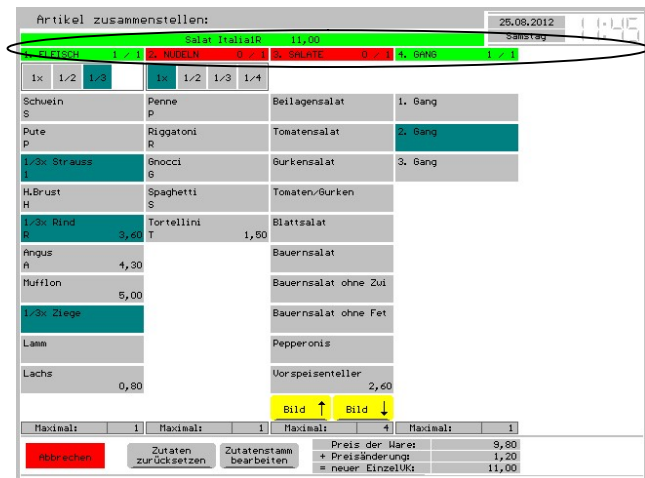 Artikel zusammenstellen:
25.08.2012
Samstag
11:45
Salat ItalialR 11,00
1. FLEISCH 1 / 1 2. NUDELN 0 / 1 3. SALATE 0 / 1 4. GANG 1 / 1
1x 1/2 1/3 1x 1/2 1/3 1/4
Schwein Penne Beilagensalat 1. Gang
S P
Pute Riggatoni Tomatensalat 2. Gang
P R
1/3x Strauss Gnocci Gurkensalat 3. Gang
1 G
H.Brust Spaghetti Tomaten/Gurken
H S
1/3x Rind Tortellini Blattsalat
R 3,60 T 1,50
Angus Bauernsalat
A 4,30
Mufflon Bauernsalat ohne Zwi
5,00
1/3x Ziege Bauernsalat ohne Fet
Lamm Pepperonis
Lachs Vorspeisenteller
0,80 2,60
Bild ↑ Bild ↓
Maximal: 1 Maximal: 1 Maximal: 4 Maximal: 1
Abbrechen Zutaten zurücksetzen Zutatenstamm bearbeiten
Preis der Ware: 9,80
+ Preisänderung: 1,20
= neuer EinzelVK: 11,00